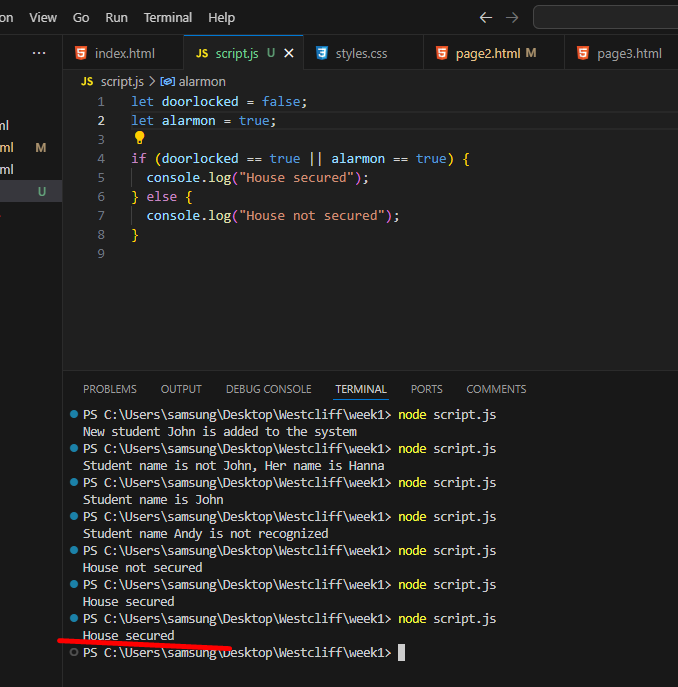 on View Go Run Terminal Help
index.html JS script.js U styles.css page2.html M page3.html
JS script.js > alarmon
ml
ml M
ml
U
1 let doorlocked = false;
2 let alarmon = true;
3
4 if (doorlocked == true || alarmon == true) {
5 console.log("House secured");
6 } else {
7 console.log("House not secured");
8 }
9
PROBLEMS OUTPUT DEBUG CONSOLE TERMINAL PORTS COMMENTS
PS C:\Users\samsung\Desktop\Westcliff\week1> node script.js
New student John is added to the system
PS C:\Users\samsung\Desktop\Westcliff\week1> node script.js
Student name is not John, Her name is Hanna
PS C:\Users\samsung\Desktop\Westcliff\week1> node script.js
Student name is John
PS C:\Users\samsung\Desktop\Westcliff\week1> node script.js
Student name Andy is not recognized
PS C:\Users\samsung\Desktop\Westcliff\week1> node script.js
House not secured
PS C:\Users\samsung\Desktop\Westcliff\week1> node script.js
House secured
PS C:\Users\samsung\Desktop\Westcliff\week1> node script.js
House secured
PS C:\Users\samsung\Desktop\Westcliff\week1>